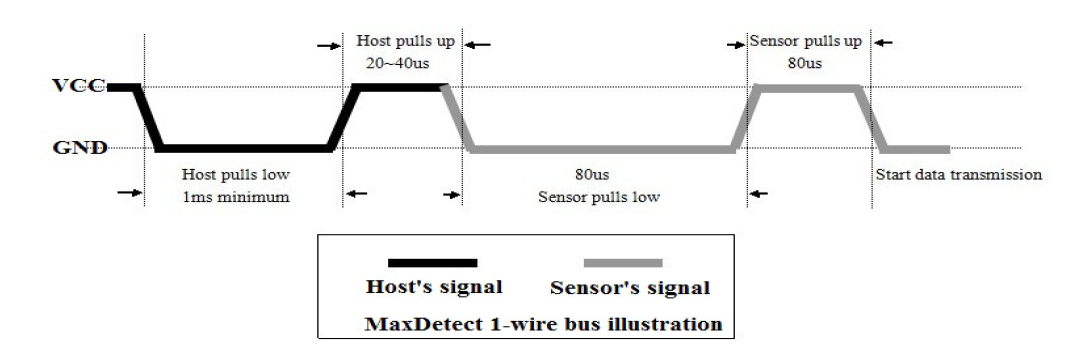 Host pulls up
20~40us
Sensor pulls up
80us
VCC
GND
Host pulls low
1ms minimum
80us
Sensor pulls low
Start data transmission
Host's signal
Sensor's signal
MaxDetect 1-wire bus illustration